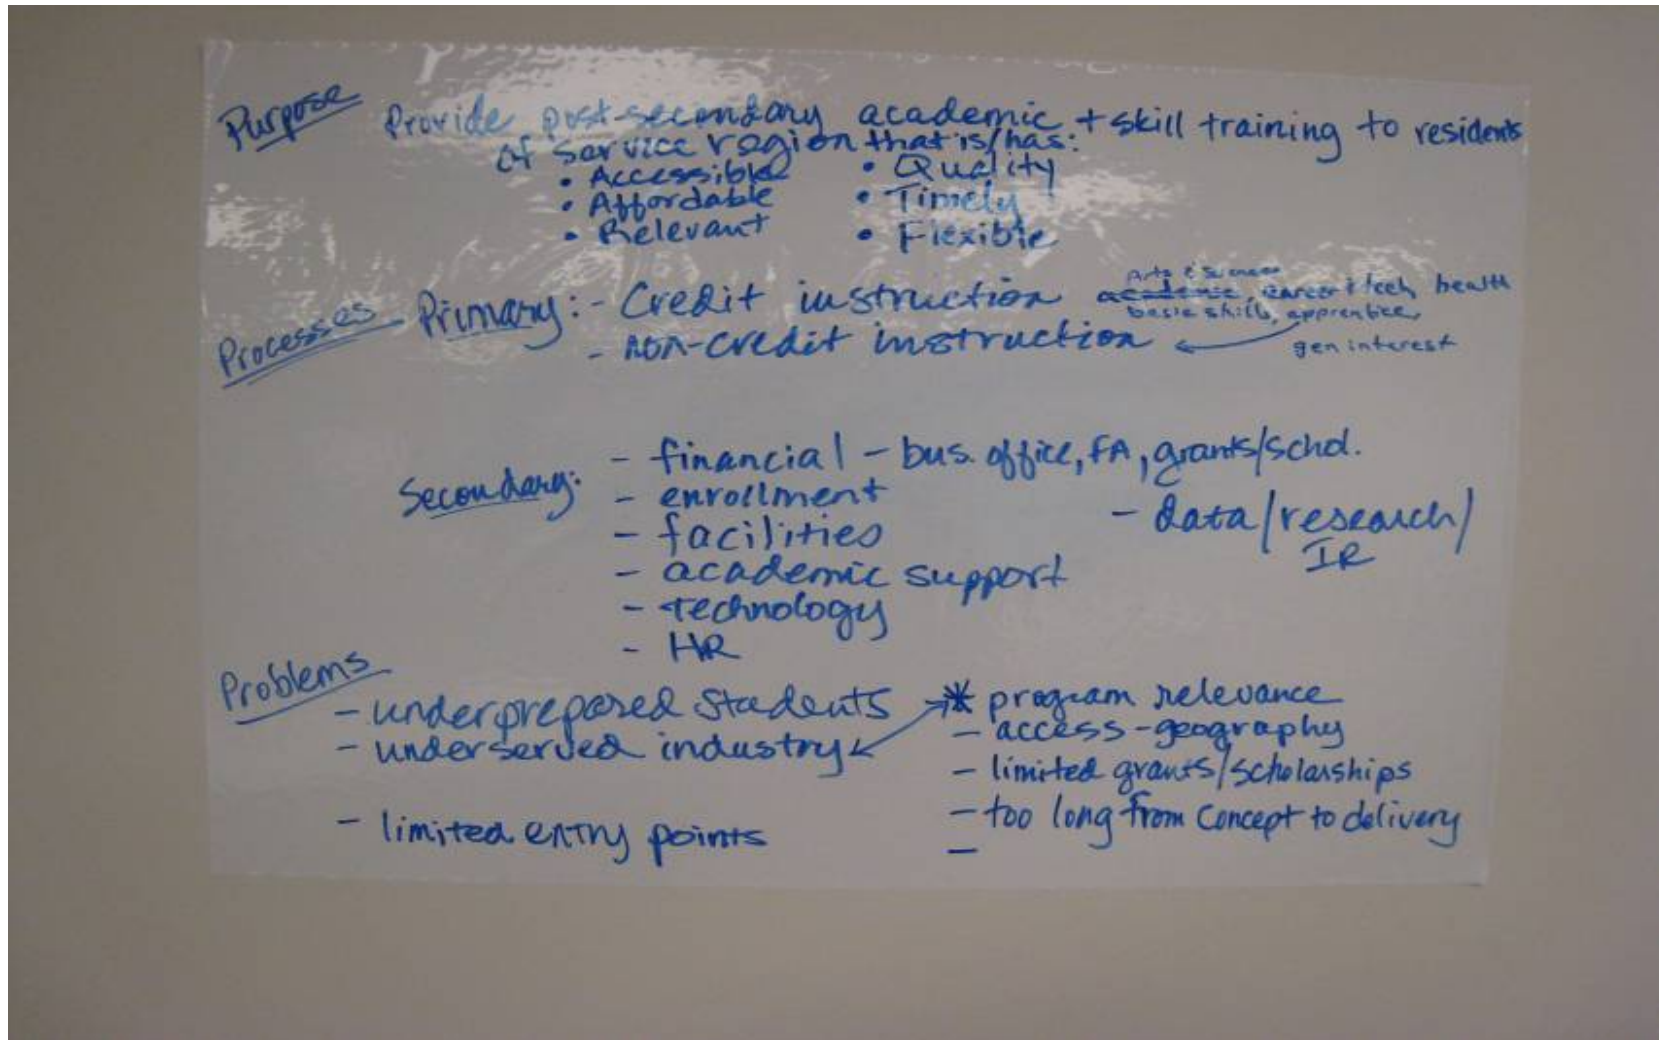 Purpose Provide post-secondary academic + skill training to residents
of service region that is/has:
• Accessible • Quality
• Affordable • Timely
• Relevant • Flexible
Processes Primary: - Credit instruction academic, career & tech, health
Arts & Sciences
basic skills, apprentice,
- non-credit instruction gen interest
Secondary: - financial - bus. office, FA, grants/schol.
- enrollment
- facilities
- data/research/
IR
- academic support
- technology
- HR
Problems
- underprepared students
- underserved industry
- limited entry points
* program relevance
- access - geography
- limited grants/scholarships
- too long from concept to delivery
-